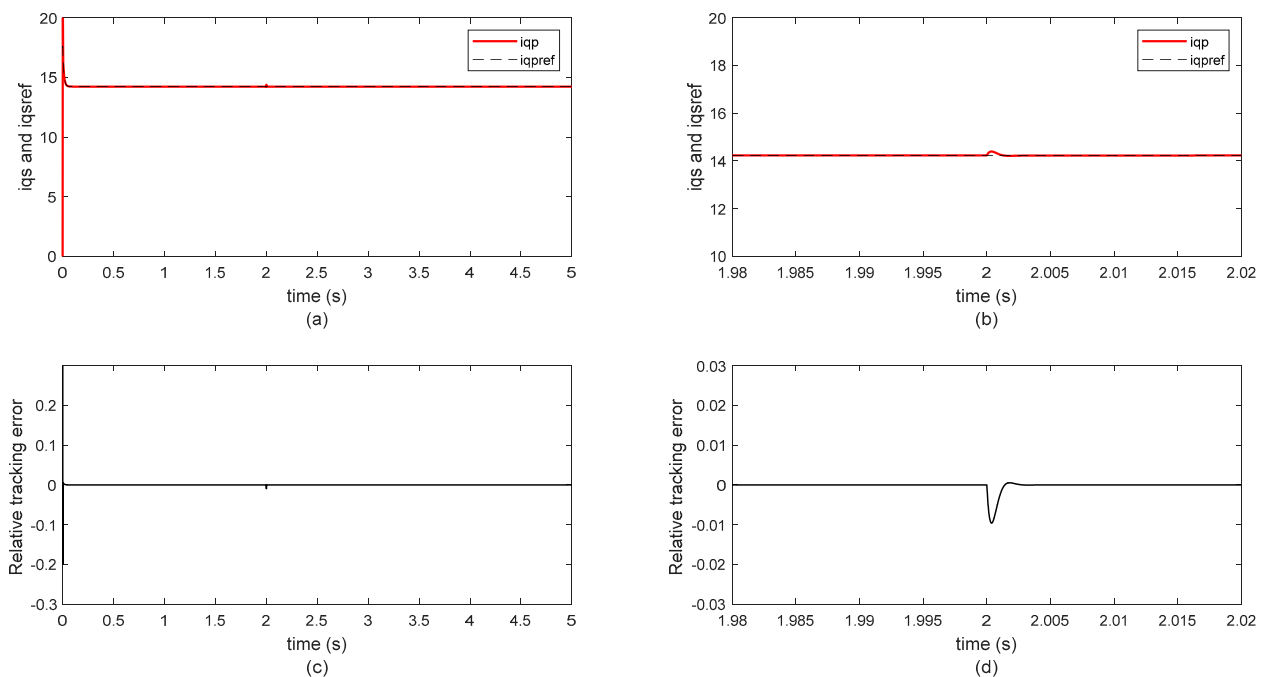 20
15
10
5
0
iqs and iqsref
iqp
iqpref
0 0.5 1 1.5 2 2.5 3 3.5 4 4.5 5
time (s)
(a)
20
18
16
14
12
10
iqs and iqsref
iqp
iqpref
1.98 1.985 1.99 1.995 2 2.005 2.01 2.015 2.02
time (s)
(b)
0.2
0.1
0
-0.1
-0.2
-0.3
Relative tracking error
0 0.5 1 1.5 2 2.5 3 3.5 4 4.5 5
time (s)
(c)
0.03
0.02
0.01
0
-0.01
-0.02
-0.03
Relative tracking error
1.98 1.985 1.99 1.995 2 2.005 2.01 2.015 2.02
time (s)
(d)